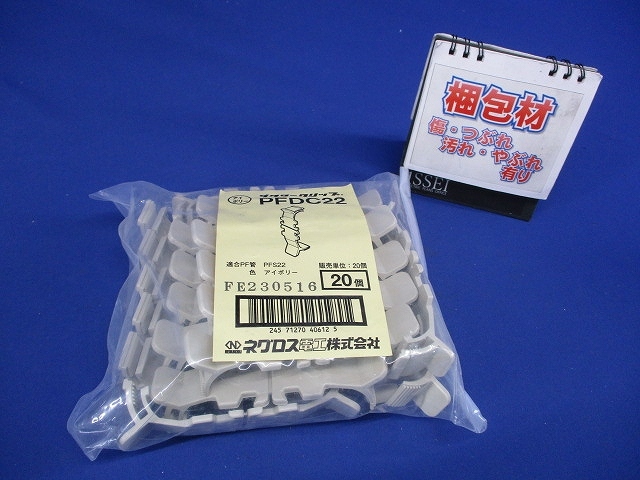 梱包材
傷・つぶれ
汚れ・やぶれ
有り
ISSEI
PFDC22
適合PF管 PFS22
色 アイボリー
販売単位：20個
FE230516
20個
245 71270 40612 5
ネグロス電工株式会社